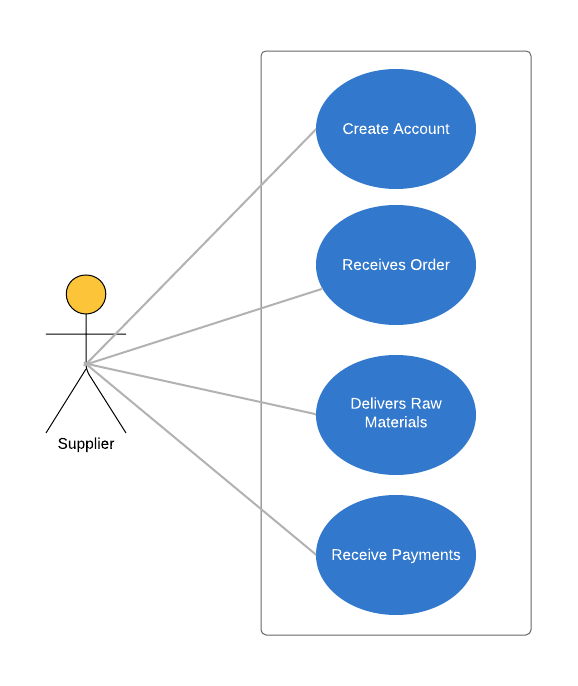 Create Account
Receives Order
Delivers Raw
Materials
Supplier
Receive Payments